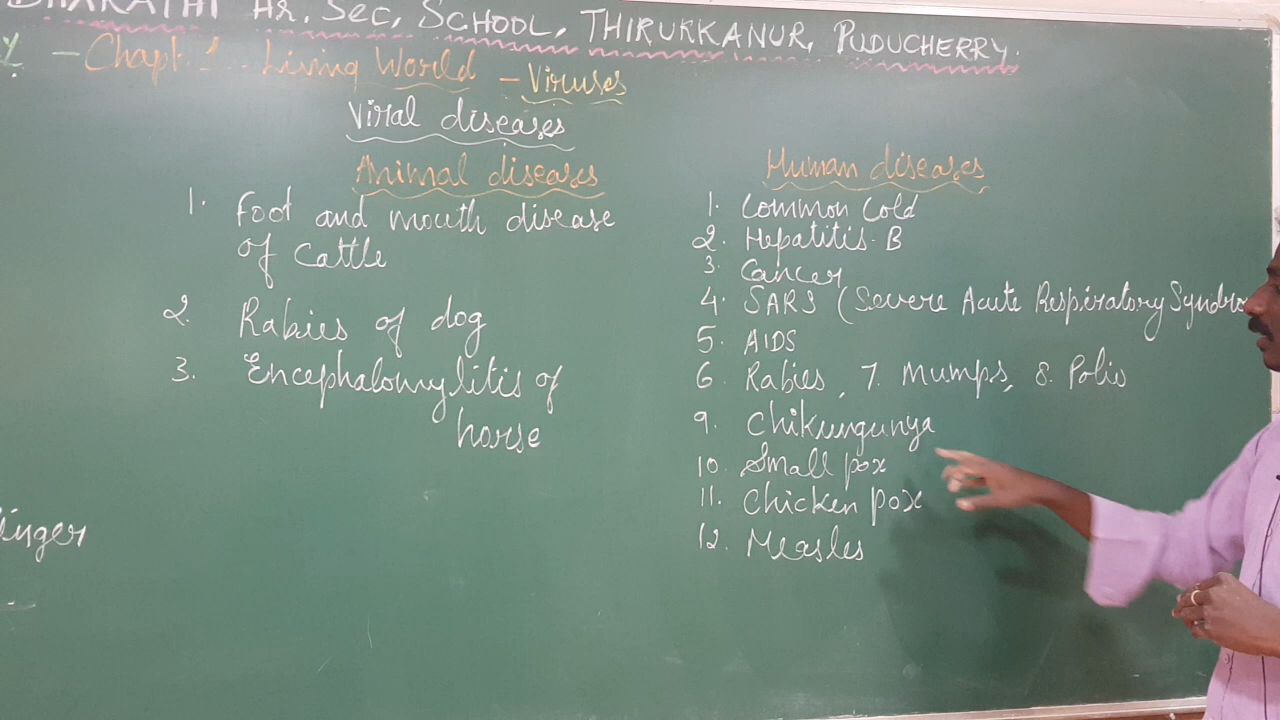 BHARATHI Hr. Sec, SCHOOL, THIRUKKANUR, PUDUCHERRY.
- Chapt. 1 . Living World - Viruses
Viral diseases
Animal diseases
1. Foot and mouth disease
of Cattle
2. Rabies of dog
3. Encephalomylitis of
horse
Human diseases
1. Common Cold
2. Hepatitis - B
3. Cancer
4. SARS (Severe Acute Respiratory Syndro
5. AIDS
6. Rabies, 7. Mumps, 8. Polio
9. Chikungunya
10. Small pox
11. Chicken pox
12. Measles